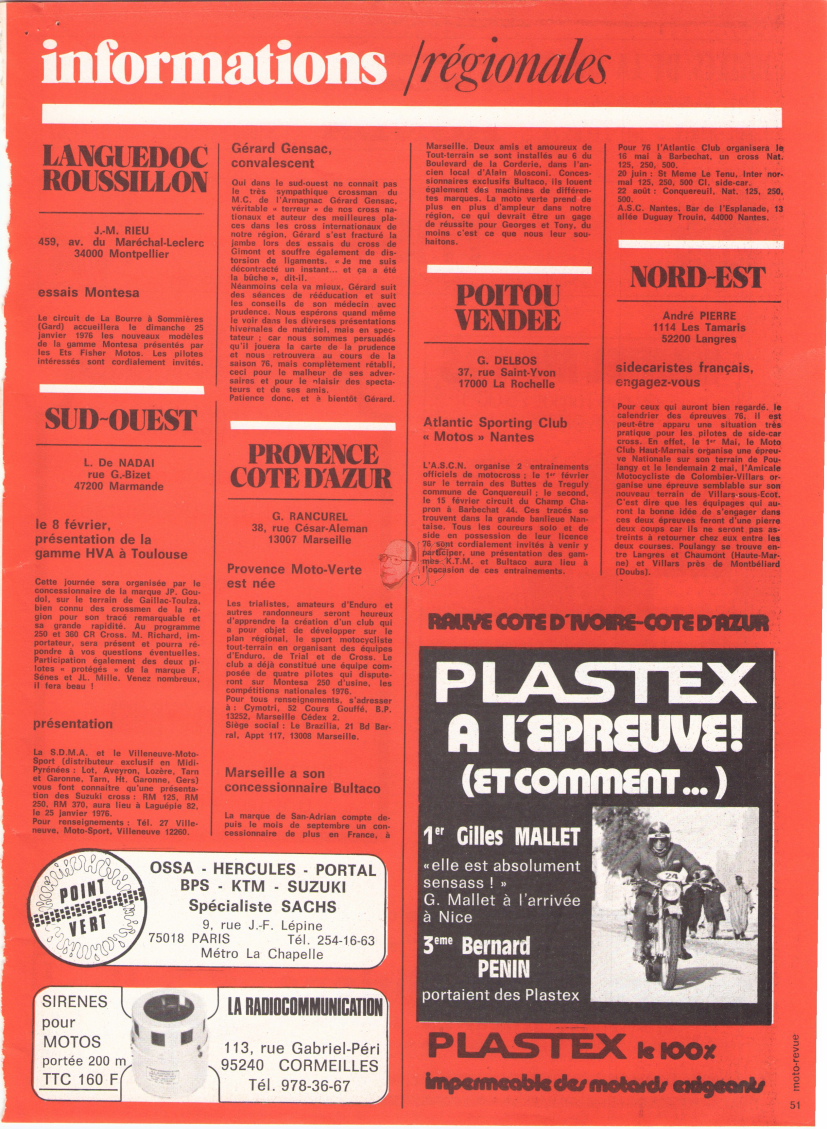 informations /régionales
LANGUEDOC
ROUSSILLON
J.-M. RIEU
459, av. du Maréchal-Leclerc
34000 Montpellier
essais Montesa
Le circuit de La Bourre à Sommières
(Gard) accueillera le dimanche 25
janvier 1976 les nouveaux modèles
de la gamme Montesa présentés par
les Ets Fisher Motos. Les pilotes
intéressés sont cordialement invités.
SUD-OUEST
L. De NADAI
rue G.-Bizet
47200 Marmande
le 8 février,
présentation de la
gamme HVA à Toulouse
Cette journée sera organisée par le
concessionnaire de la marque JP. Gou-
dol, sur le terrain de Gaillac-Toulza,
bien connu des crossmen de la ré-
gion pour son tracé remarquable et
sa grande rapidité. Au programme
250 et 360 CR Cross. M. Richard, im-
portateur, sera présent et pourra ré-
pondre à vos questions éventuelles.
Participation également des deux pi-
lotes « protégés » de la marque F.
Sénes et JL. Mille. Venez nombreux,
il fera beau !
présentation
La S.D.M.A. et le Villeneuve-Moto-
Sport (distributeur exclusif en Midi-
Pyrénées : Lot, Aveyron, Lozère, Tarn
et Garonne, Tarn, Ht. Garonne, Gers)
vous font connaitre qu'une présenta-
tion des Suzuki cross : RM 125, RM
250, RM 370, aura lieu à Laguépie 82,
le 25 janvier 1976.
Pour renseignements : Tél. 27 Ville-
neuve, Moto-Sport, Villeneuve 12260.
Gérard Gensac,
convalescent
Qui dans le sud-ouest ne connait pas
le très sympathique crossman du
M.C. de l'Armagnac Gérard Gensac,
véritable « terreur » de nos cross na-
tionaux et auteur des meilleures pla-
ces dans les cross internationaux de
notre région, Gérard s'est fracturé la
jambe lors des essais du cross de
Gimont et souffre également de dis-
torsion de ligaments. « Je me suis
décontracté un instant... et ça a été
la bûche », dit-il.
Néanmoins cela va mieux, Gérard suit
des séances de rééducation et suit
les conseils de son médecin avec
prudence. Nous espérons quand même
le voir dans les diverses présentations
hivernales de matériel, mais en spec-
tateur ; car nous sommes persuadés
qu'il jouera la carte de la prudence
et nous retrouvera au cours de la
saison 76, mais complètement rétabli,
ceci pour le malheur de ses adver-
saires et pour le plaisir des specta-
teurs et de ses amis.
Patience donc, et à bientôt Gérard.
PROVENCE
COTE D'AZUR
G. RANCUREL
38, rue César-Aleman
13007 Marseille
Provence Moto-Verte
est née
Les trialistes, amateurs d'Enduro et
autres randonneurs seront heureux
d'apprendre la création d'un club qui
a pour objet de développer sur le
plan régional, le sport motocycliste
tout-terrain en organisant des équipes
d'Enduro, de Trial et de Cross. Le
club a déjà constitué une équipe com-
posée de quatre pilotes qui dispute-
ront sur Montesa 250 d'usine, les
compétitions nationales 1976.
Pour tous renseignements, s'adresser
à : Cymotri, 52 Coura Gouffé, B.P.
13252, Marseille Cédex 2.
Siège social : Le Brazilia, 21 Bd Bar-
ral, Appt 117, 13008 Marseille.
Marseille a son
concessionnaire Bultaco
La marque de San-Adrian compte de-
puis le mois de septembre un con-
cessionnaire de plus en France, à
Marseille. Deux amis et amoureux de
Tout-terrain se sont installés au 6 du
Boulevard de la Corderie, dans l'an-
cien local d'Alain Mosconi. Conces-
sionnaires exclusifs Bultaco, ils louent
également des machines de différen-
tes marques. La moto verte prend de
plus en plus d'ampleur dans notre
région, ce qui devrait être un gage
de réussite pour Georges et Tony, du
moins c'est ce que nous leur sou-
haitons.
POITOU
VENDEE
G. DELBOS
37, rue Saint-Yvon
17000 La Rochelle
Atlantic Sporting Club
« Motos » Nantes
L'A.S.C.N. organise 2 entrainements
officiels de motocross ; le 1er février
sur le terrain des Buttes de Treguly
commune de Conquereuil ; le second,
le 15 février circuit du Champ Cha-
pron à Barbechat 44. Ces tracés se
trouvent dans la grande banlieue Nan-
taise. Tous les coureurs solo et de
side en possession de leur licence
76 sont cordialement invités à venir y
participer, une présentation des gam-
mes K.T.M. et Bultaco aura lieu à
l'occasion de ces entrainements.
Pour 76 l'Atlantic Club organisera le
16 mai à Barbechat, un cross Nat.
125, 250, 500.
20 juin : St Meme Le Tenu, Inter nor-
mal 125, 250, 500 Cl. side-car.
22 août : Conquereuil, Nat. 125, 250,
500.
A.S.C. Nantes, Bar de l'Esplanade, 13
allée Duguay Trouin, 44000 Nantes.
NORD-EST
André PIERRE
1114 Les Tamaris
52200 Langres
sidecaristes français,
engagez-vous
Pour ceux qui auront bien regardé, le
calendrier des épreuves 76, il est
peut-être apparu une situation très
pratique pour les pilotes de side-car
cross. En effet, le 1er Mai, le Moto
Club Haut-Marnais organise une épreu-
ve Nationale sur son terrain de Pou-
langy et le lendemain 2 mai, l'Amicale
Motocycliste de Colombier-Villars or-
ganise une épreuve semblable sur son
nouveau terrain de Villars-sous-Ecot.
C'est dire que les équipages qui au-
ront la bonne idée de s'engager dans
ces deux épreuves feront d'une pierre
deux coups car ils ne seront pas as-
treints à retourner chez eux entre les
deux courses. Poulangy se trouve en-
tre Langres et Chaumont (Haute-Mar-
ne) et Villars près de Montbéliard
(Doubs).
RALLYE COTE D'IVOIRE-COTE D'AZUR
PLASTEX
A L'EPREUVE!
(ET COMMENT... )
1er Gilles MALLET
«elle est absolument
sensass ! »
G. Mallet à l'arrivée
à Nice
3eme Bernard
PENIN
portaient des Plastex
24
PLASTEX le 100%
impermeable des motards exigeants
POINT
VERT
OSSA - HERCULES - PORTAL
BPS - KTM - SUZUKI
Spécialiste SACHS
9, rue J.-F. Lépine
75018 PARIS Tél. 254-16-63
Métro La Chapelle
SIRENES
pour
MOTOS
portée 200 m
TTC 160 F
LA RADIOCOMMUNICATION
113, rue Gabriel-Péri
95240 CORMEILLES
Tél. 978-36-67
moto-revue
51